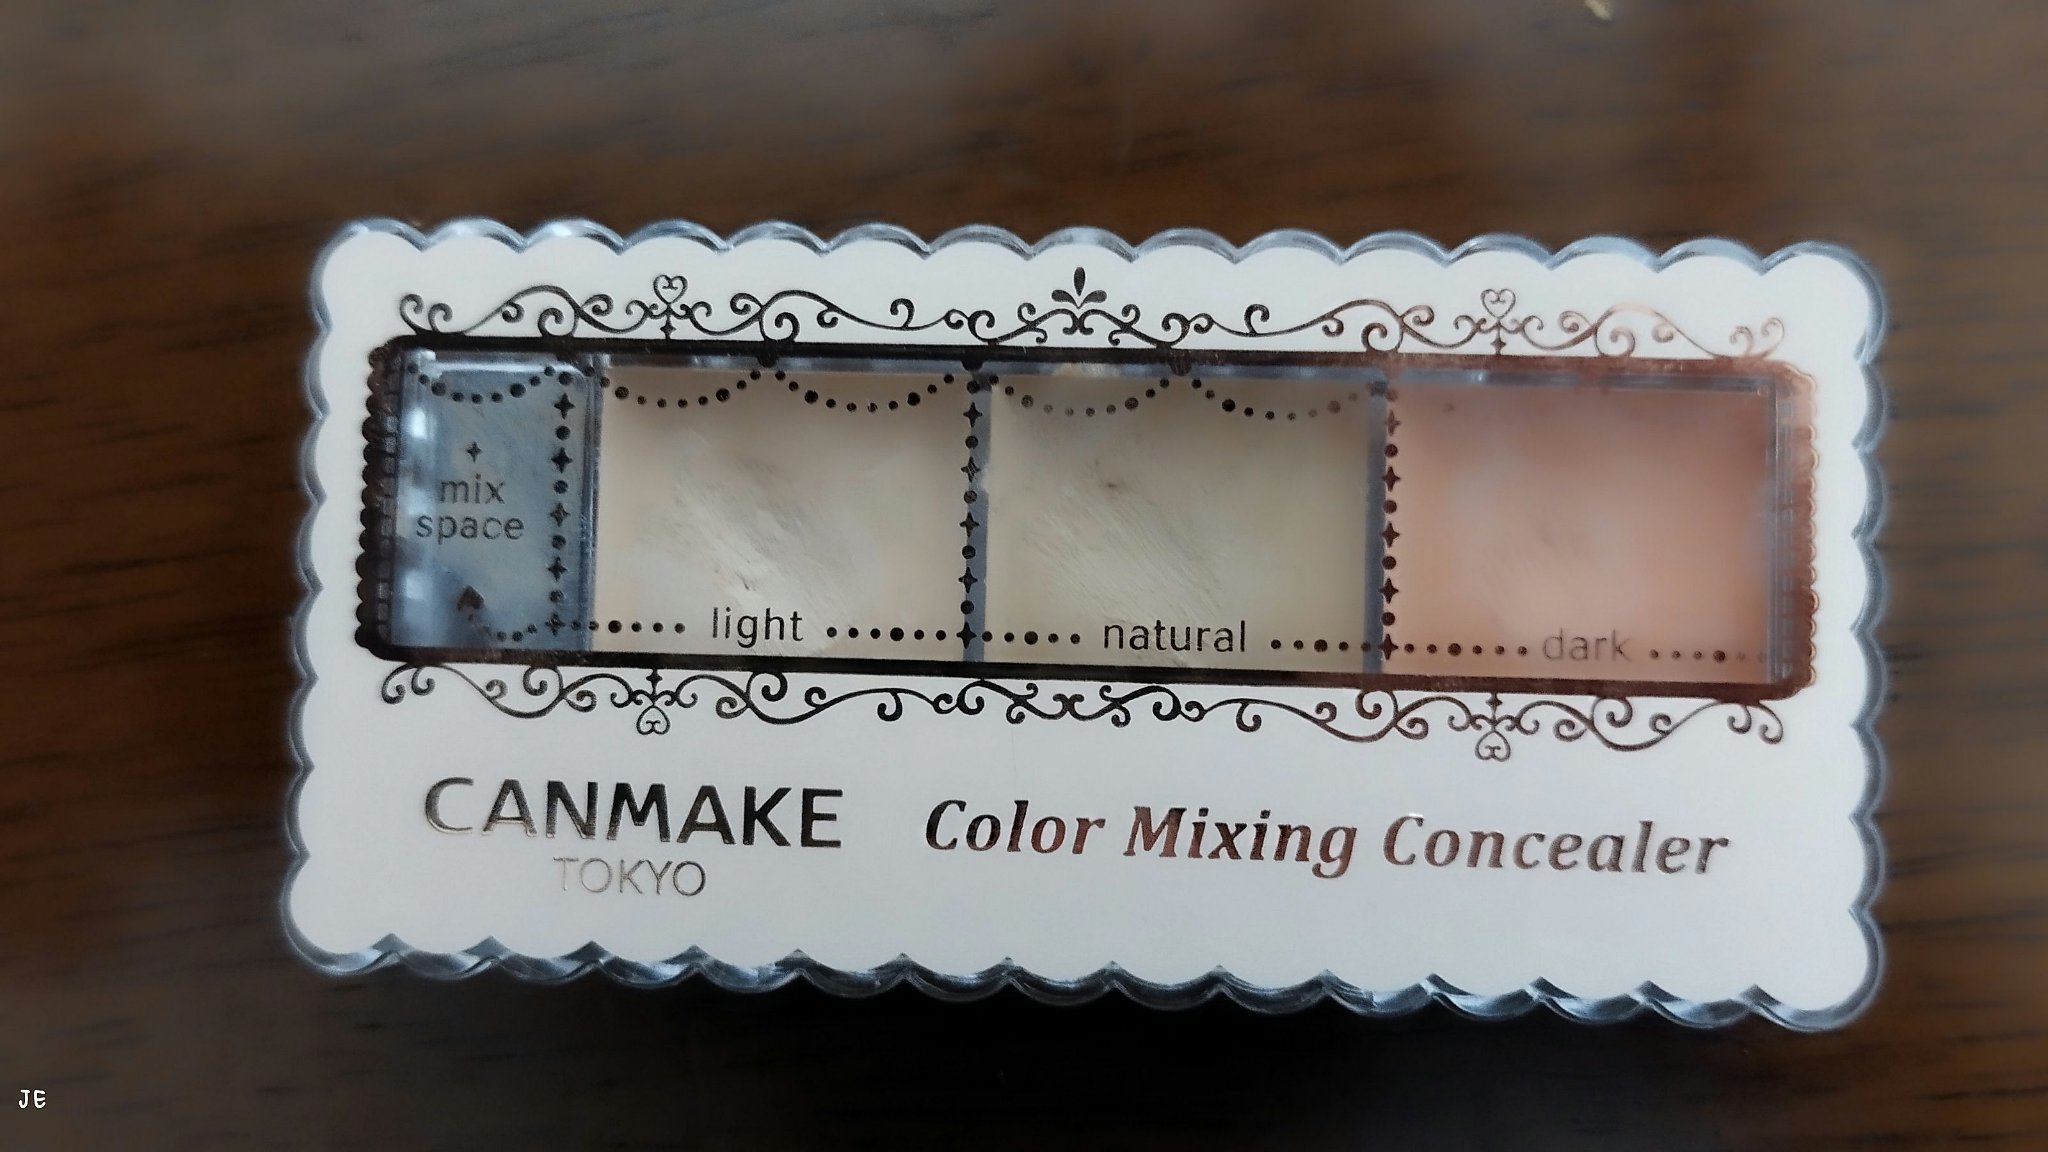 mix
space
light
natural
dark
CANMAKE
TOKYO
Color Mixing Concealer
JE